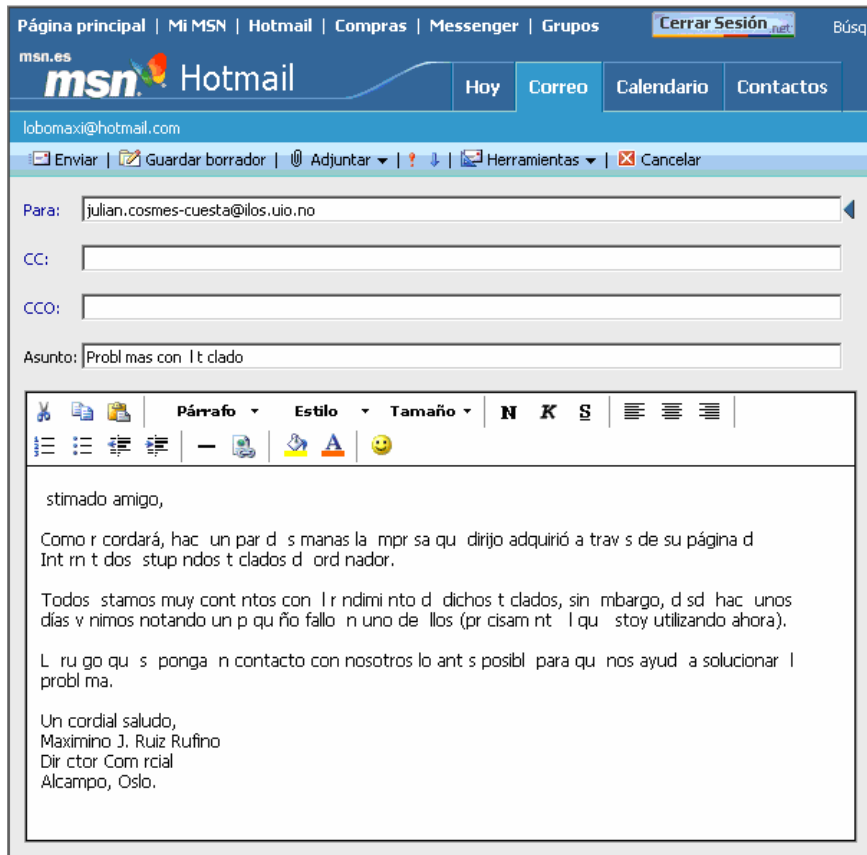 Página principal | Mi MSN | Hotmail | Compras | Messenger | Grupos Cerrar Sesión .net Búsq
msn.es
msn Hotmail Hoy Correo Calendario Contactos
lobomaxi@hotmail.com
Enviar | Guardar borrador | Adjuntar | Herramientas | Cancelar
Para: julian.cosmes-cuesta@ilos.uio.no
CC:
CCO:
Asunto: Probl mas con l t clado
Párrafo Estilo Tamaño N K S
A
stimado amigo,
Como r cordará, hac un par d s manas la mpr sa qu dirijo adquirió a trav s de su página d
Int rn t dos stup ndos t clados d ord nador.
Todos stamos muy cont ntos con l r ndimi nto d dichos t clados, sin mbargo, d sd hac unos
días v nimos notando un p qu ño fallo n uno de llos (pr cisam nt l qu stoy utilizando ahora).
L ru go qu s ponga n contacto con nosotros lo ant s posibl para qu nos ayud a solucionar l
probl ma.
Un cordial saludo,
Maximino J. Ruiz Rufino
Dir ctor Com rcial
Alcampo, Oslo.